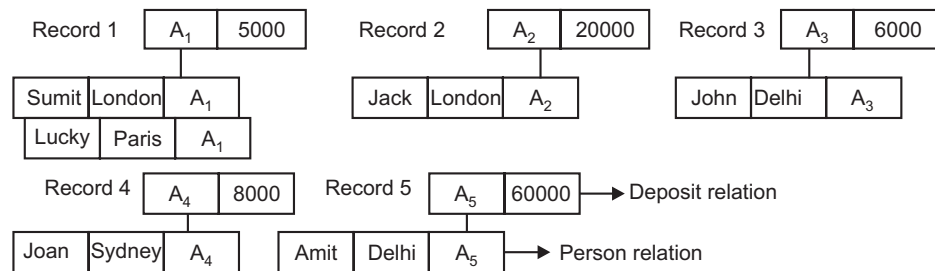 Record 1 A₁ 5000 Record 2 A₂ 20000 Record 3 A₃ 6000
Sumit London A₁ Jack London A₂ John Delhi A₃
Lucky Paris A₁
Record 4 A₄ 8000 Record 5 A₅ 60000 Deposit relation
Joan Sydney A₄ Amit Delhi A₅ Person relation